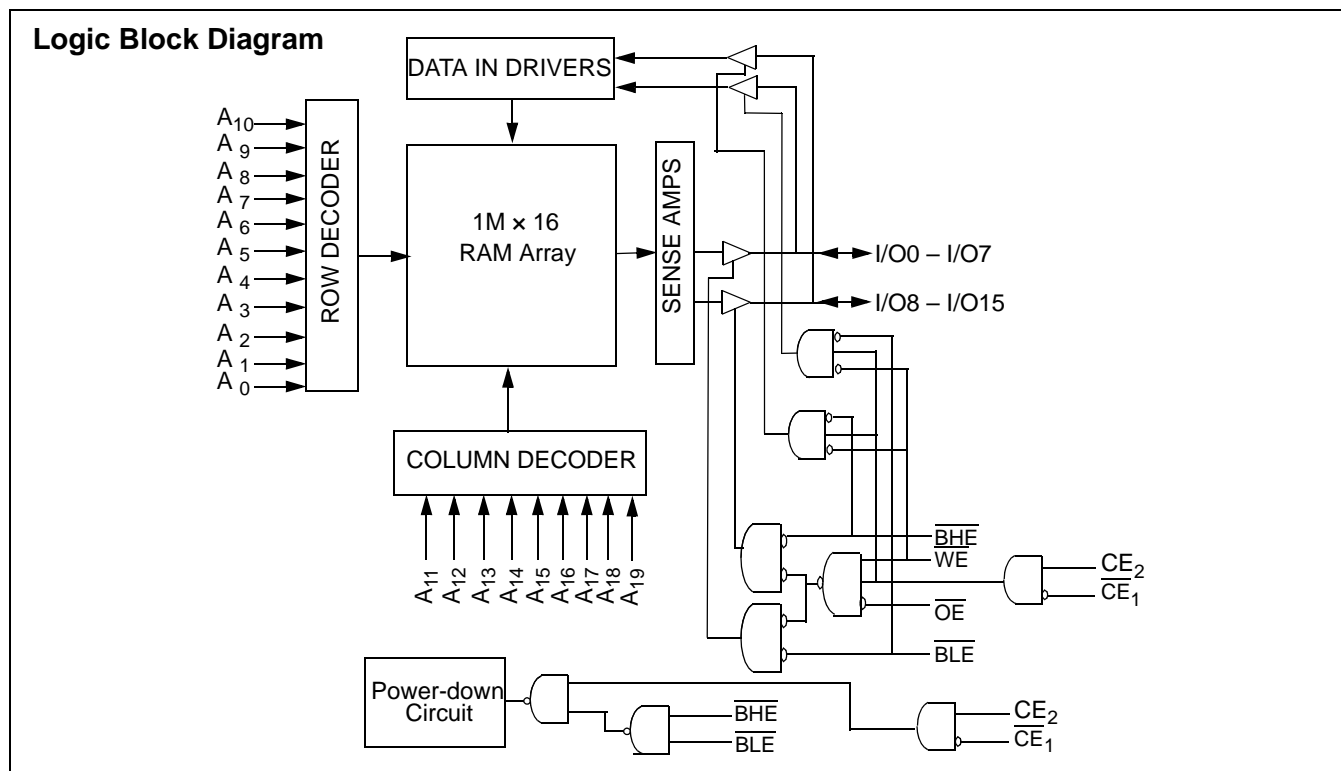 Logic Block Diagram
DATA IN DRIVERS
A10
A9
A8
A7
A6
A5
A4
A3
A2
A1
A0
ROW DECODER
1M × 16
RAM Array
SENSE AMPS
I/O0 – I/O7
I/O8 – I/O15
COLUMN DECODER
A11
A12
A13
A14
A15
A16
A17
A18
A19
BHE
WE
OE
BLE
CE2
CE1
Power-down
Circuit
BHE
BLE
CE2
CE1